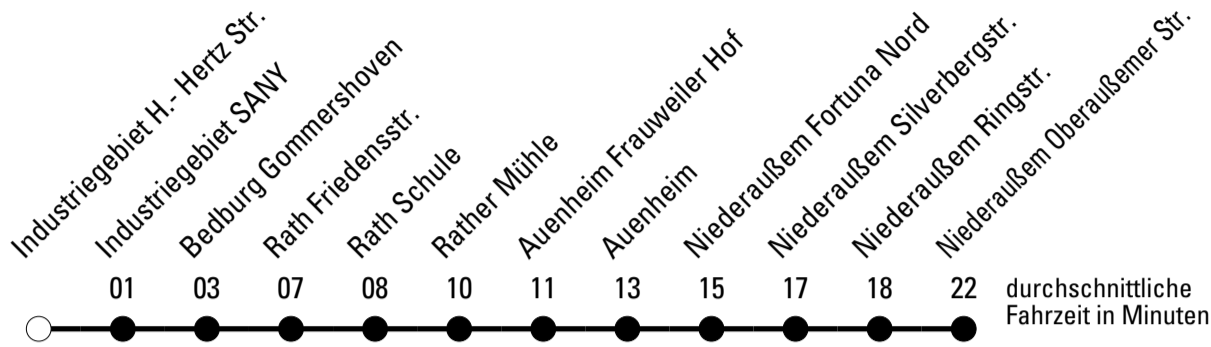 Industriegebiet H.- Hertz Str.
Industriegebiet SANY
Bedburg Gommershoven
Rath Friedensstr.
Rath Schule
Rather Mühle
Auenheim Frauweiler Hof
Auenheim
Niederaußem Fortuna Nord
Niederaußem Silverbergstr.
Niederaußem Ringstr.
Niederaußem Oberaußemer Str.
01 03 07 08 10 11 13 15 17 18 22
durchschnittliche
Fahrzeit in Minuten